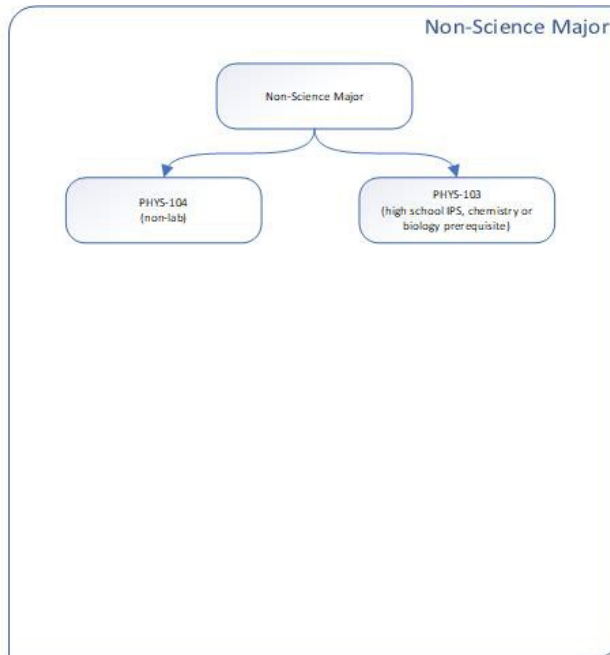 Non-Science Major
Non-Science Major
PHYS-104
(non-lab)
PHYS-103
(high school IPS, chemistry or
biology prerequisite)